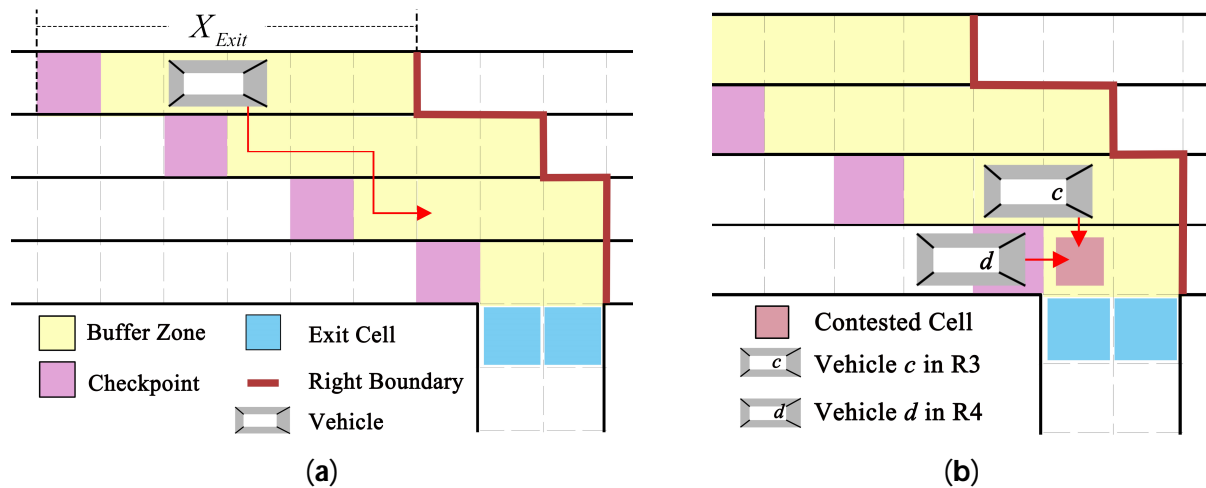 X_Exit
Buffer Zone
Exit Cell
Checkpoint
Right Boundary
Vehicle
(a)
c
d
Contested Cell
c
Vehicle c in R3
d
Vehicle d in R4
(b)